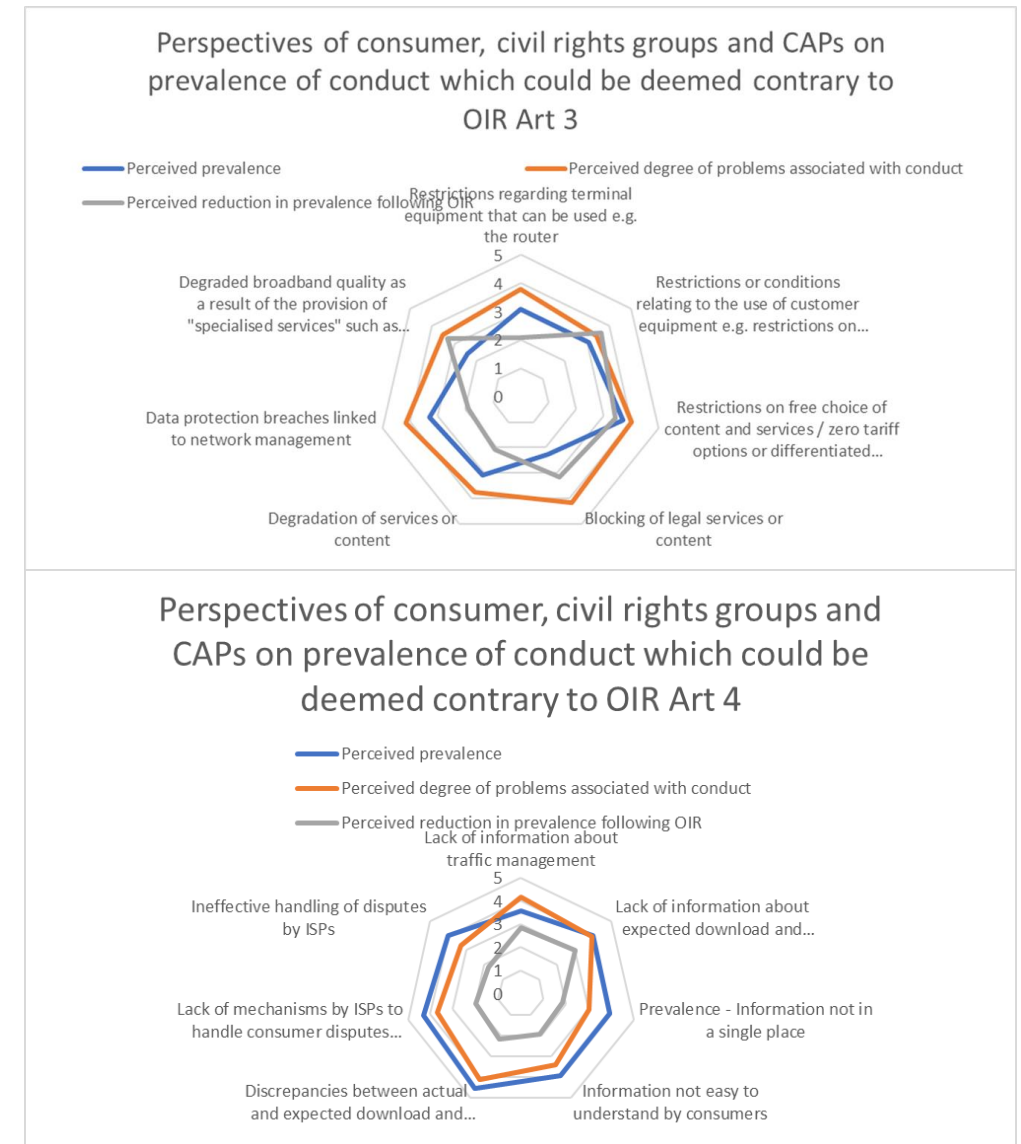 Perspectives of consumer, civil rights groups and CAPs on
prevalence of conduct which could be deemed contrary to
OIR Art 3
Perceived prevalence
Perceived degree of problems associated with conduct
Perceived reduction in prevalence following OIR
Restrictions regarding terminal
equipment that can be used e.g.
the router
Restrictions or conditions
relating to the use of customer
equipment e.g. restrictions on...
Restrictions on free choice of
content and services / zero tariff
options or differentiated...
Blocking of legal services or
content
Degradation of services or
content
Data protection breaches linked
to network management
Degraded broadband quality as
a result of the provision of
"specialised services" such as...
5
4
3
2
1
0
Perspectives of consumer, civil rights groups and
CAPs on prevalence of conduct which could be
deemed contrary to OIR Art 4
Perceived prevalence
Perceived degree of problems associated with conduct
Perceived reduction in prevalence following OIR
Lack of information about
traffic management
Lack of information about
expected download and...
Prevalence - Information not in
a single place
Information not easy to
understand by consumers
Discrepancies between actual
and expected download and...
Lack of mechanisms by ISPs to
handle consumer disputes...
Ineffective handling of disputes
by ISPs
5
4
3
2
1
0